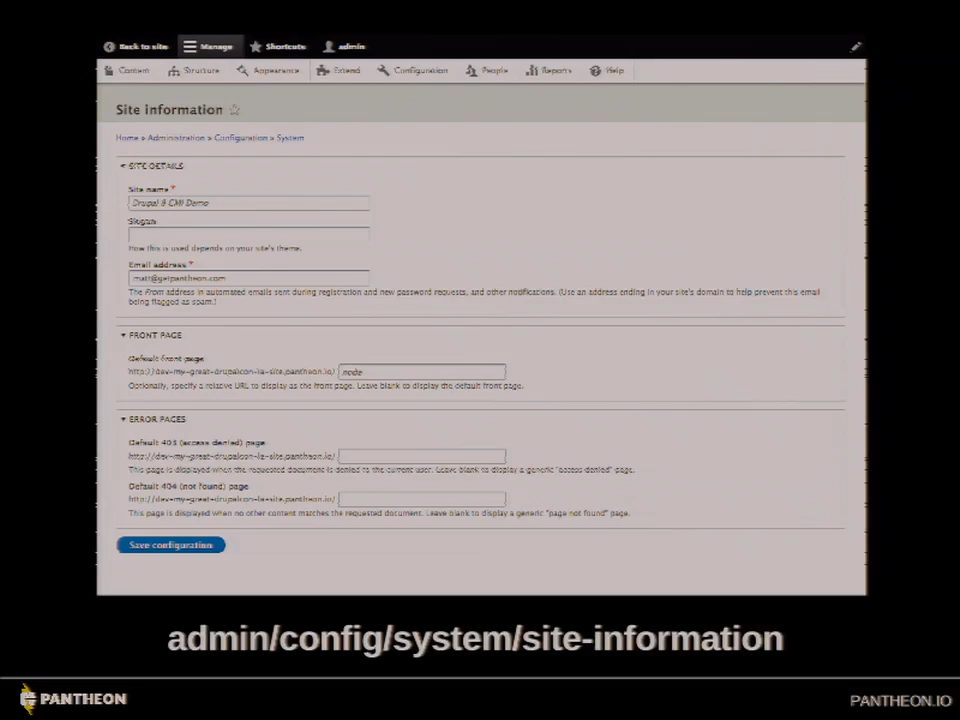 Back to site Manage Shortcuts admin
Content Structure Appearance Extend Configuration People Reports Help
Site information
Home » Administration » Configuration » System
SITE DETAILS
Site name *
Drupal 8 CMI Demo
Slogan
How this is used depends on your site's theme.
Email address *
matt@getpantheon.com
The From address in automated emails sent during registration and new password requests, and other notifications. (Use an address ending in your site's domain to help prevent this email
being flagged as spam.)
FRONT PAGE
Default front page
http://dev-my-great-drupalcon-la-site.pantheon.io/ node
Optionally, specify a relative URL to display as the front page. Leave blank to display the default front page.
ERROR PAGES
Default 403 (access denied) page
http://dev-my-great-drupalcon-la-site.pantheon.io/
This page is displayed when the requested document is denied to the current user. Leave blank to display a generic "access denied" page.
Default 404 (not found) page
http://dev-my-great-drupalcon-la-site.pantheon.io/
This page is displayed when no other content matches the requested document. Leave blank to display a generic "page not found" page.
Save configuration
admin/config/system/site-information
PANTHEON
PANTHEON.IO